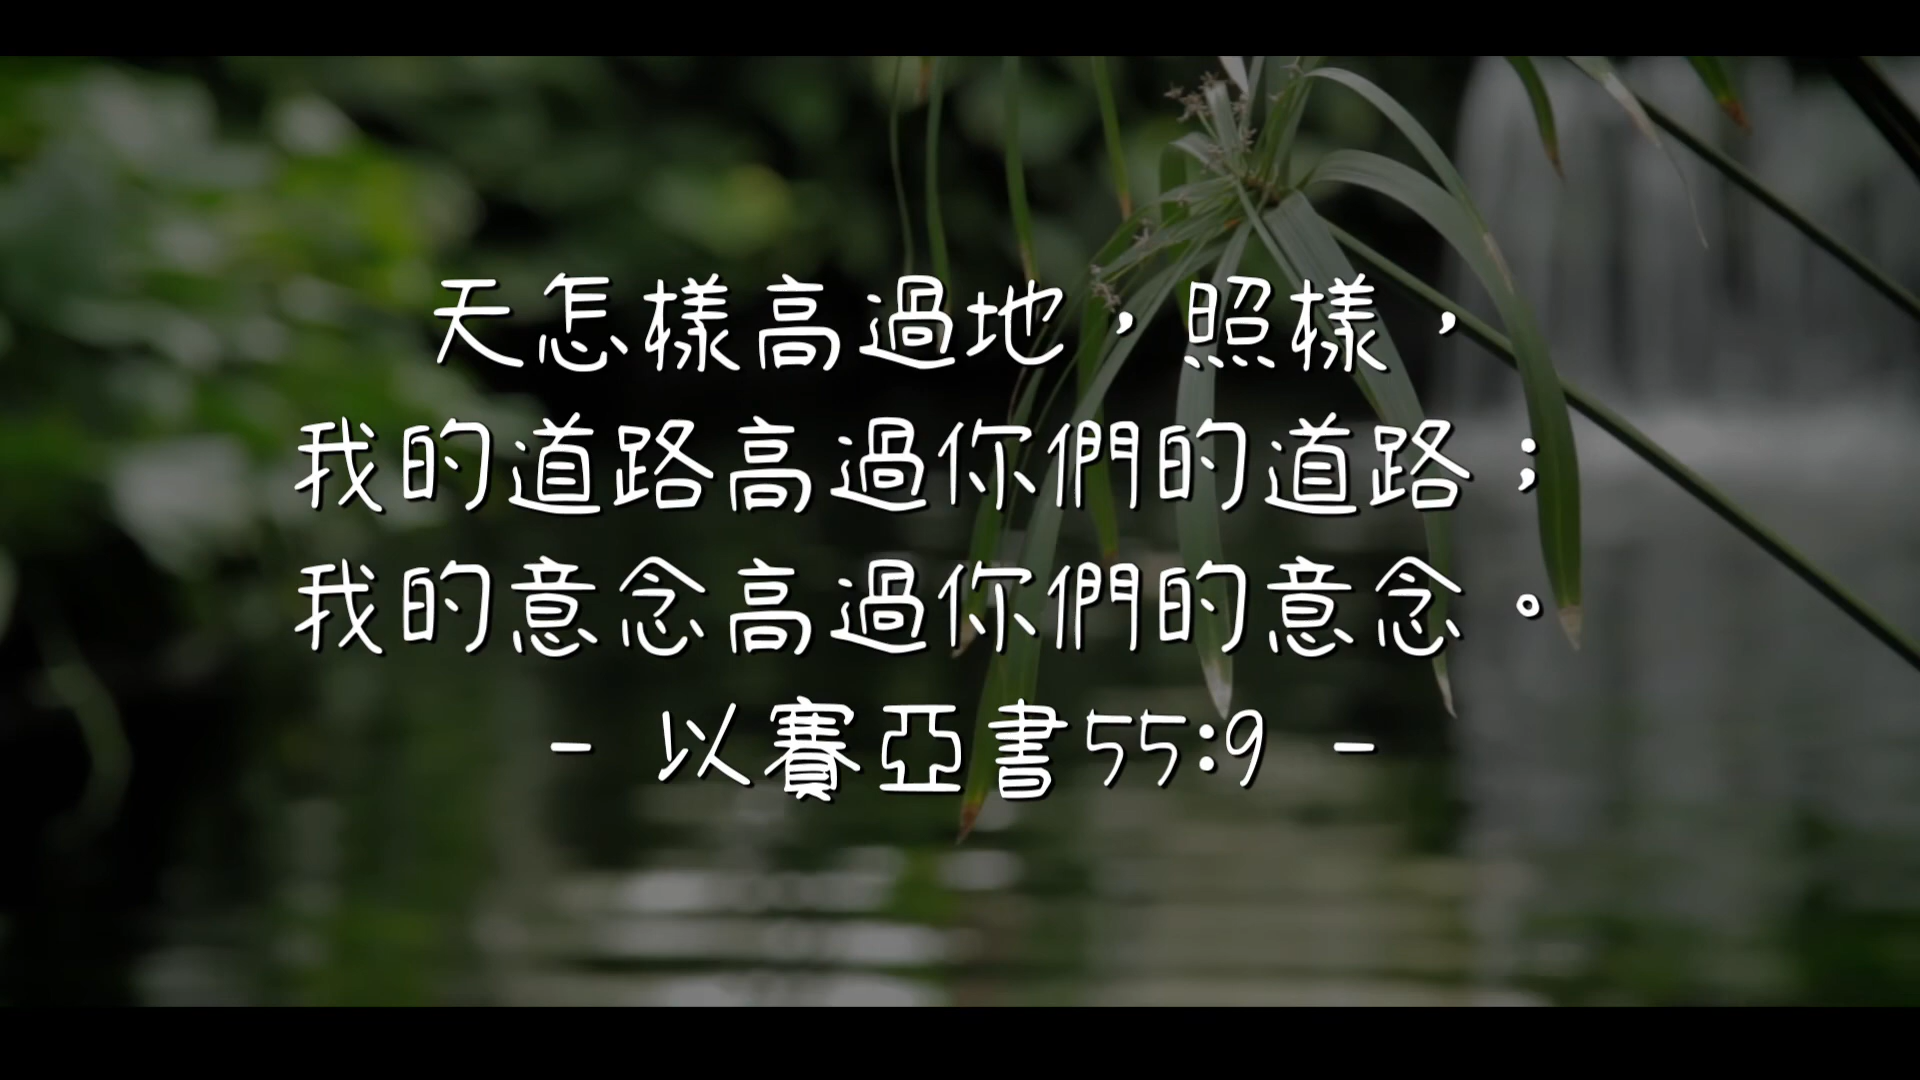 天怎樣高過地，照樣，
我的道路高過你們的道路；
我的意念高過你們的意念。
- 以賽亞書55:9 -